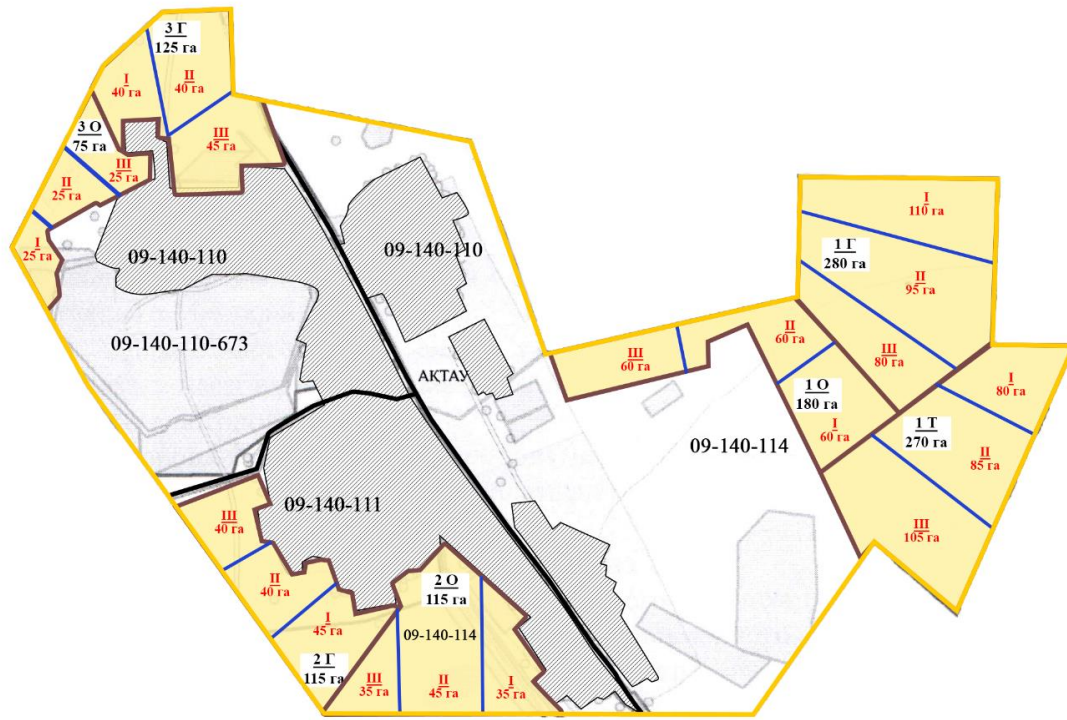 3 Г
125 га
I
40 га
II
40 га
III
45 га
3 О
75 га
III
25 га
II
25 га
I
25 га
09-140-110
09-140-110
09-140-110-673
АҚТАУ
I
110 га
1 Г
280 га
II
95 га
III
80 га
III
60 га
II
60 га
1 О
180 га
I
60 га
I
80 га
1 Т
270 га
II
85 га
III
105 га
09-140-114
09-140-111
III
40 га
II
40 га
I
45 га
2 Г
115 га
2 О
115 га
09-140-114
III
35 га
II
45 га
I
35 га